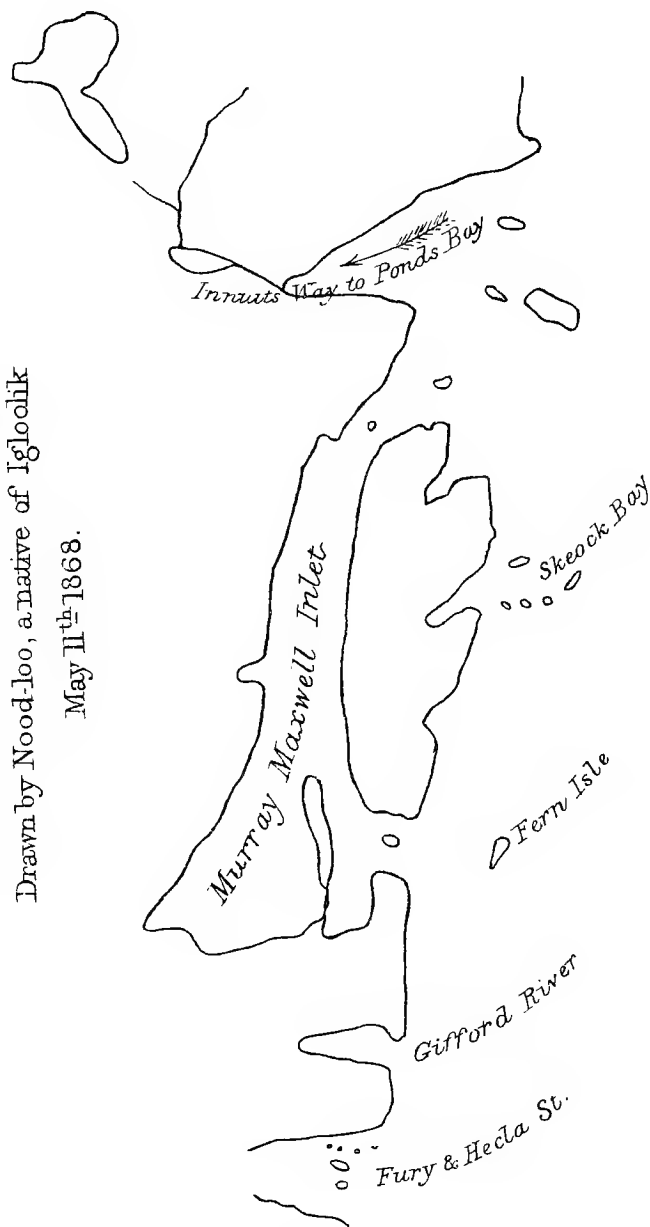 Drawn by Nood-loo, a native of Igloolik
May 11th 1868.
Innuits Way to Ponds Bay
Murray Maxwell Inlet
Skeock Bay
Fern Isle
Gifford River
Fury & Hecla St.